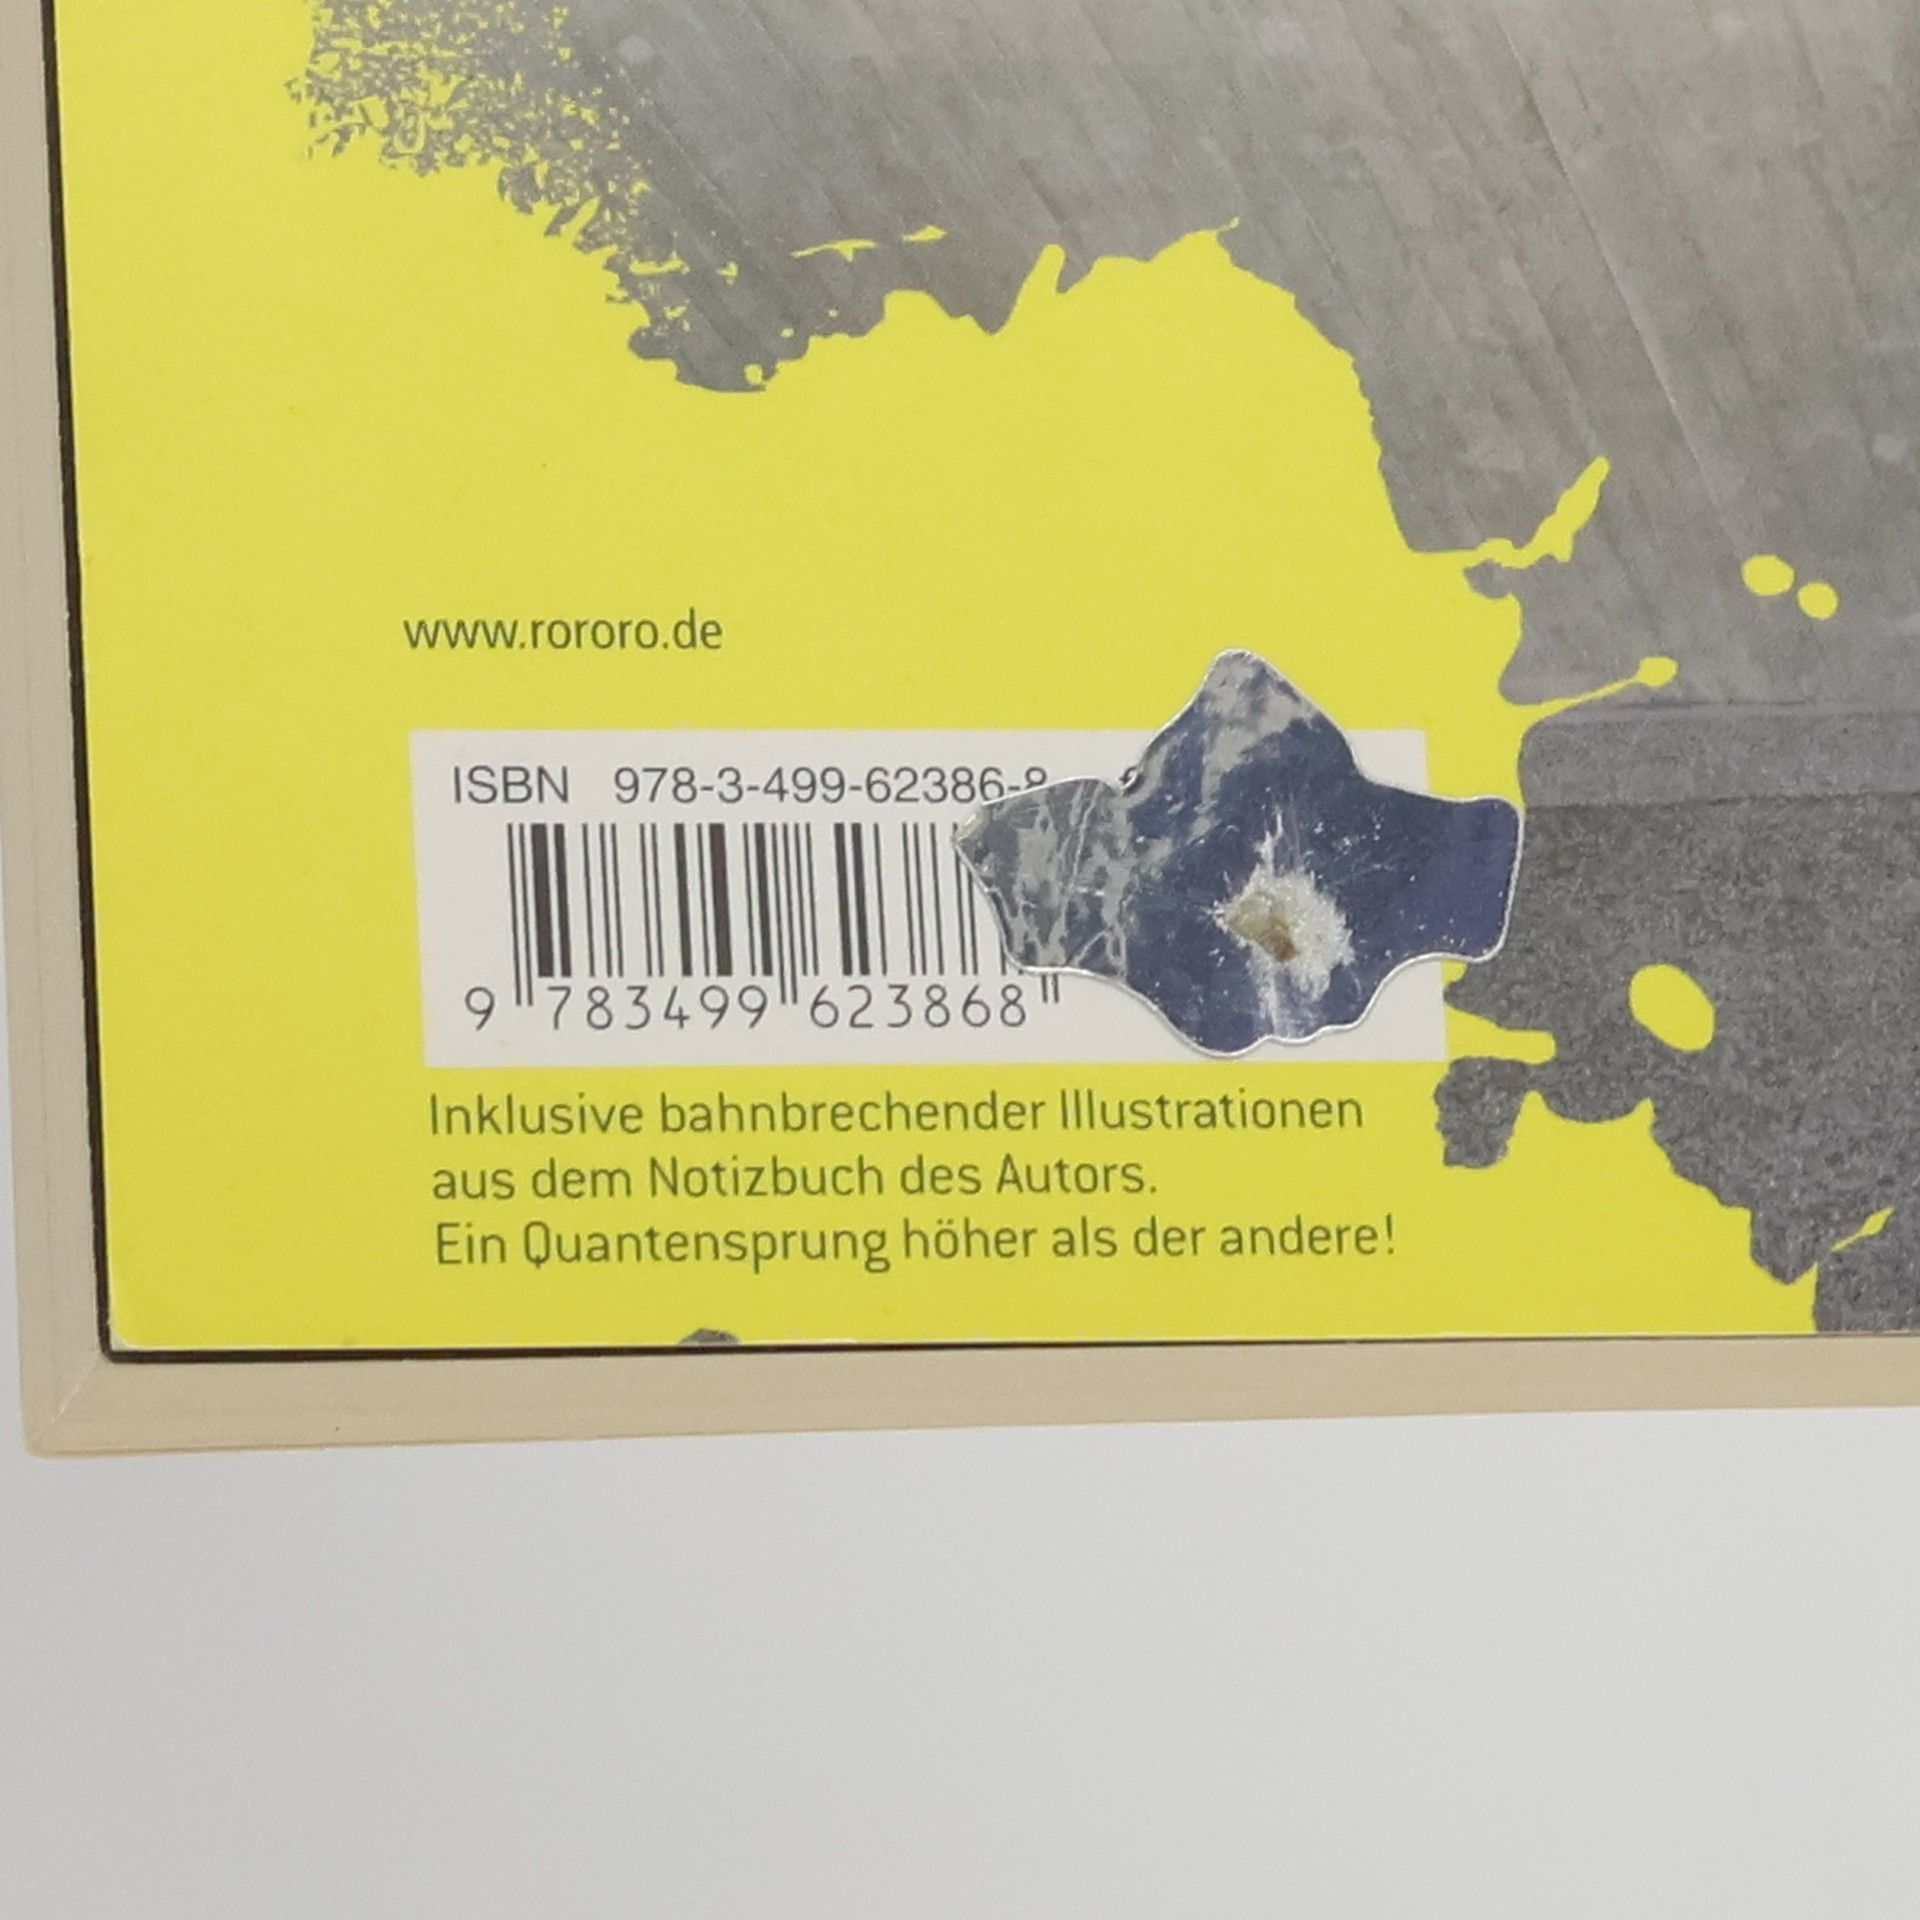 www.rororo.de
ISBN 978-3-499-62386-8
9 783499 623868
Inklusive bahnbrechender Illustrationen
aus dem Notizbuch des Autors.
Ein Quantensprung höher als der andere!